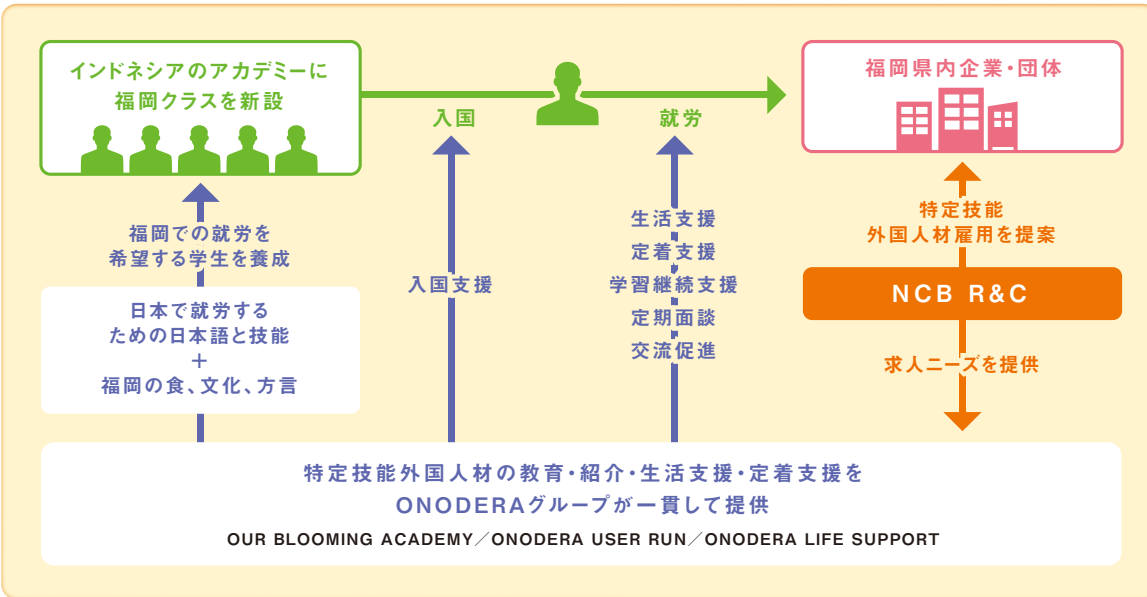 インドネシアのアカデミーに
福岡クラスを新設
入国
就労
福岡県内企業・団体
福岡での就労を
希望する学生を養成
日本で就労する
ための日本語と技能
+
福岡の食、文化、方言
入国支援
生活支援
定着支援
学習継続支援
定期面談
交流促進
特定技能
外国人材雇用を提案
NCB R&C
求人ニーズを提供
特定技能外国人材の教育・紹介・生活支援・定着支援を
ONODERAグループが一貫して提供
OUR BLOOMING ACADEMY／ONODERA USER RUN／ONODERA LIFE SUPPORT